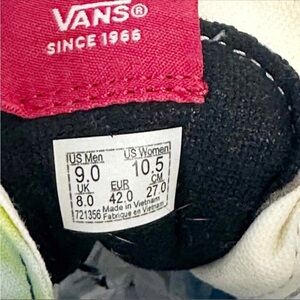 VANS®
SINCE 1966
US Men US Women
9.0 10.5
UK EUR CM
8.0 42.0 27.0
721356 Made in Vietnam
Fabriqué en Vietnam